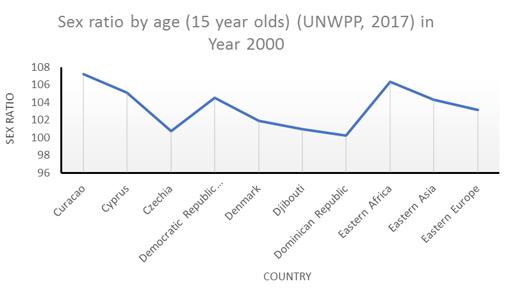 Sex ratio by age (15 year olds) (UNWPP, 2017) in
Year 2000
108
106
104
102
100
98
96
SEX RATIO
Curacao
Cyprus
Czechia
Democratic Republic...
Denmark
Djibouti
Dominican Republic
Eastern Africa
Eastern Asia
Eastern Europe
COUNTRY